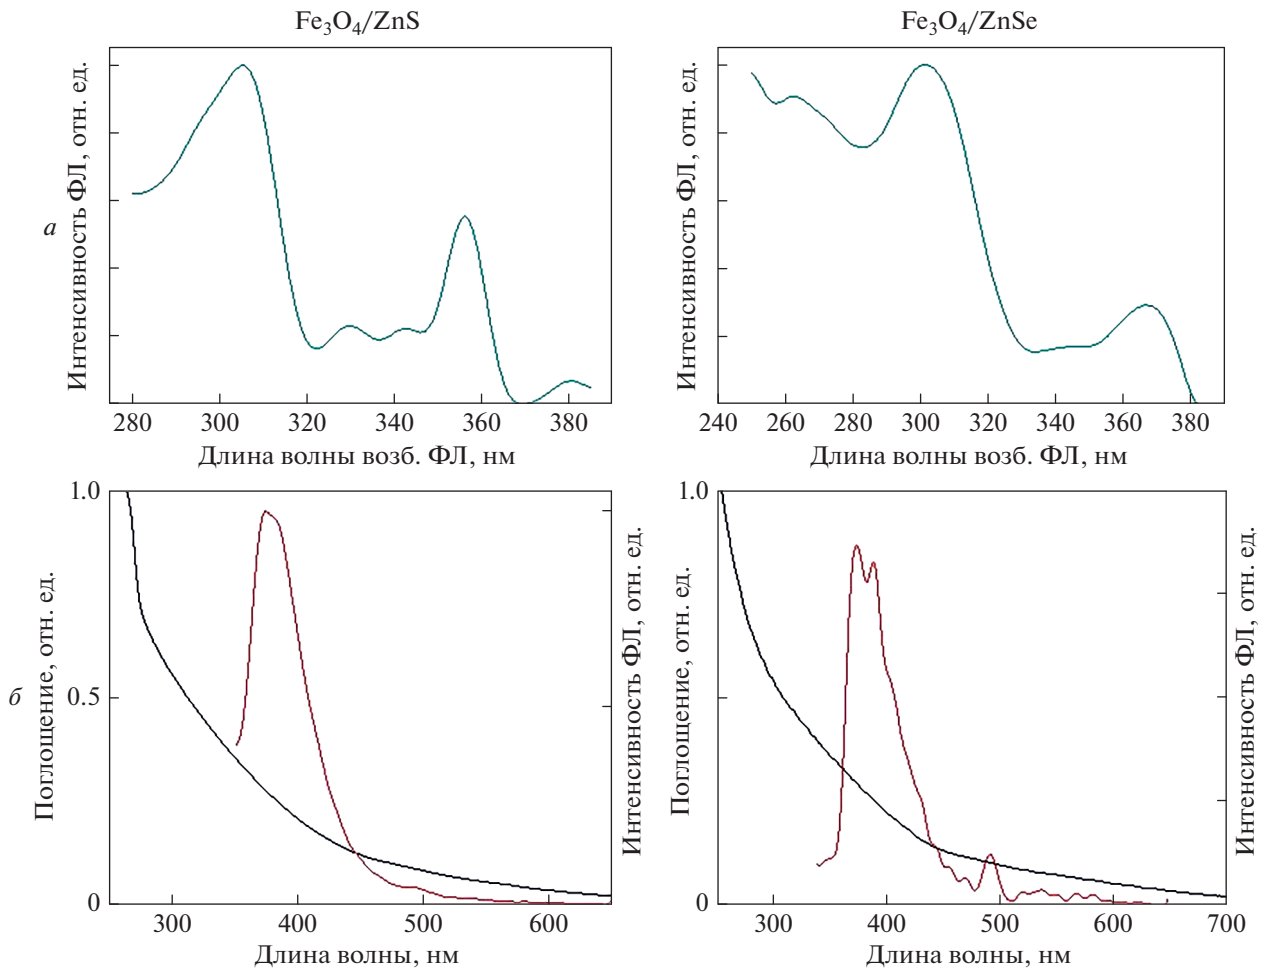 Fe₃O₄/ZnS
Fe₃O₄/ZnSe
а
Интенсивность ФЛ, отн. ед.
280 300 320 340 360 380
Длина волны возб. ФЛ, нм
Интенсивность ФЛ, отн. ед.
240 260 280 300 320 340 360 380
Длина волны возб. ФЛ, нм
б
Поглощение, отн. ед.
1.0
0.5
0
300 400 500 600
Длина волны, нм
Интенсивность ФЛ, отн. ед.
Поглощение, отн. ед.
1.0
0
300 400 500 600 700
Длина волны, нм
Интенсивность ФЛ, отн. ед.